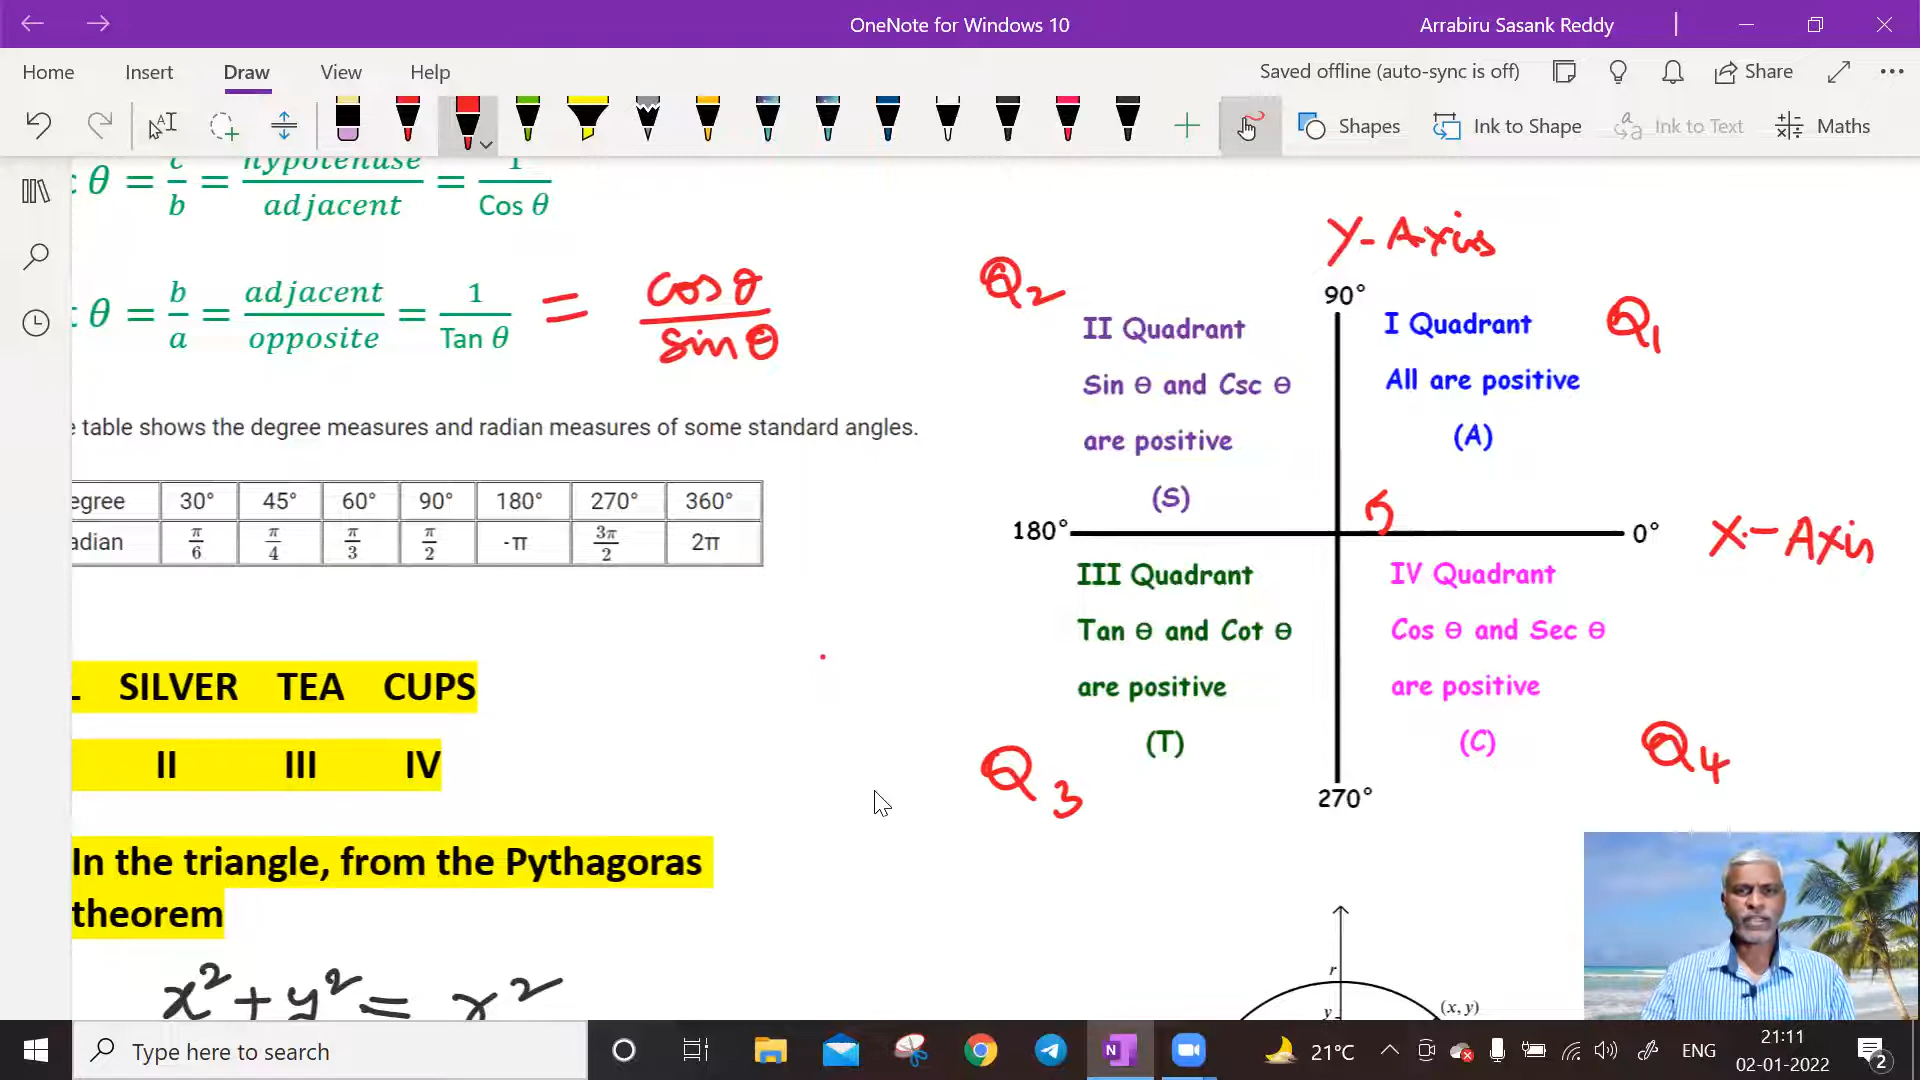 OneNote for Windows 10
Arrabiru Sasank Reddy
Home Insert Draw View Help
Saved offline (auto-sync is off)
Share
Shapes
Ink to Shape
Ink to Text
Maths
θ = c/b = hypotenuse/adjacent = 1/Cos θ
θ = b/a = adjacent/opposite = 1/Tan θ = cos θ/sin θ
table shows the degree measures and radian measures of some standard angles.
egree 30° 45° 60° 90° 180° 270° 360°
adian π/6 π/4 π/3 π/2 -π 3π/2 2π
L SILVER TEA CUPS
II III IV
In the triangle, from the Pythagoras
theorem
x² + y² = r²
Y-Axis
90°
Q2
II Quadrant
Sin θ and Csc θ
are positive
(S)
I Quadrant
All are positive
(A)
Q1
180°
0°
X-Axis
III Quadrant
Tan θ and Cot θ
are positive
(T)
Q3
IV Quadrant
Cos θ and Sec θ
are positive
(C)
Q4
270°
r
y
(x, y)
Type here to search
21°C
ENG
21:11
02-01-2022
2